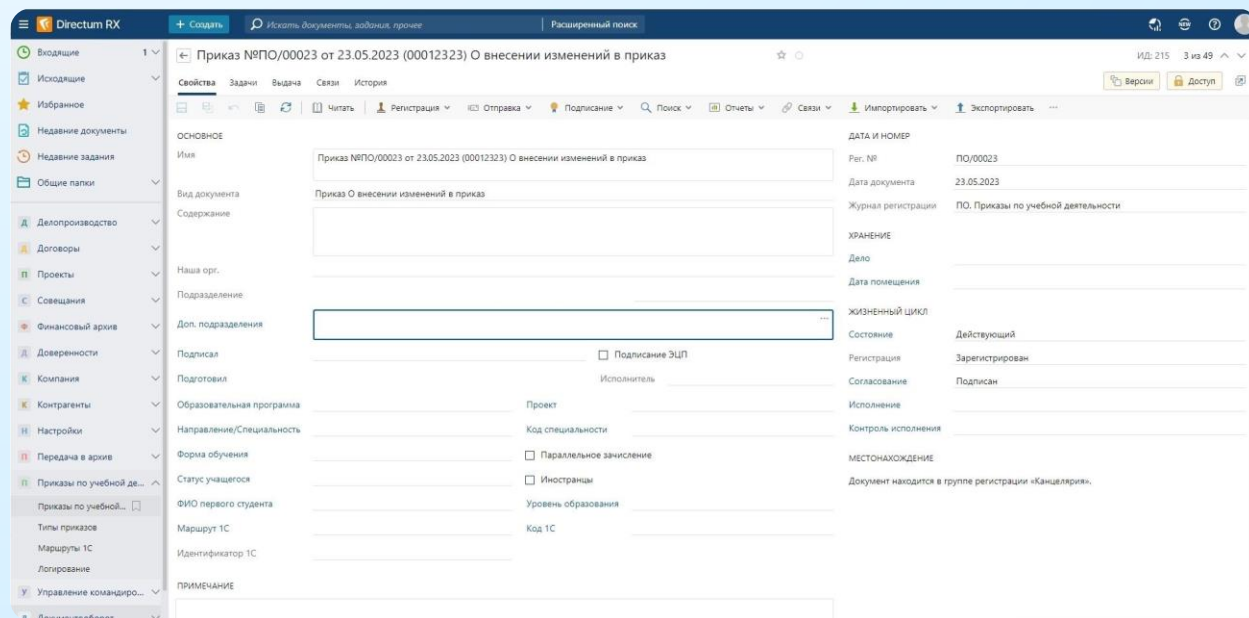 Directum RX
+ Создать
Искать документы, задания, прочее
Расширенный поиск
Входящие 1
Исходящие
Избранное
Недавние документы
Недавние задания
Общие папки
Д Делопроизводство
Д Договоры
П Проекты
С Совещания
Ф Финансовый архив
Д Доверенности
К Компания
К Контрагенты
Н Настройки
П Передача в архив
П Приказы по учебной де...
Приказы по учебной...
Типы приказов
Маршруты 1С
Логирование
У Управление командиро...
Приказ №ПО/00023 от 23.05.2023 (00012323) О внесении изменений в приказ
ИД: 215 3 из 49
Свойства Задачи Выдача Связи История
Версии Доступ
Читать Регистрация Отправка Подписание Поиск Отчеты Связи Импортировать Экспортировать ...
ОСНОВНОЕ
Имя Приказ №ПО/00023 от 23.05.2023 (00012323) О внесении изменений в приказ
Вид документа Приказ О внесении изменений в приказ
Содержание
Наша орг.
Подразделение
Доп. подразделения ...
Подписал Подписание ЭЦП
Подготовил Исполнитель
Образовательная программа Проект
Направление/Специальность Код специальности
Форма обучения Параллельное зачисление
Статус учащегося Иностранцы
ФИО первого студента Уровень образования
Маршрут 1С Код 1С
Идентификатор 1С
ПРИМЕЧАНИЕ
ДАТА И НОМЕР
Рег. № ПО/00023
Дата документа 23.05.2023
Журнал регистрации ПО. Приказы по учебной деятельности
ХРАНЕНИЕ
Дело
Дата помещения
ЖИЗНЕННЫЙ ЦИКЛ
Состояние Действующий
Регистрация Зарегистрирован
Согласование Подписан
Исполнение
Контроль исполнения
МЕСТОНАХОЖДЕНИЕ
Документ находится в группе регистрации «Канцелярия».